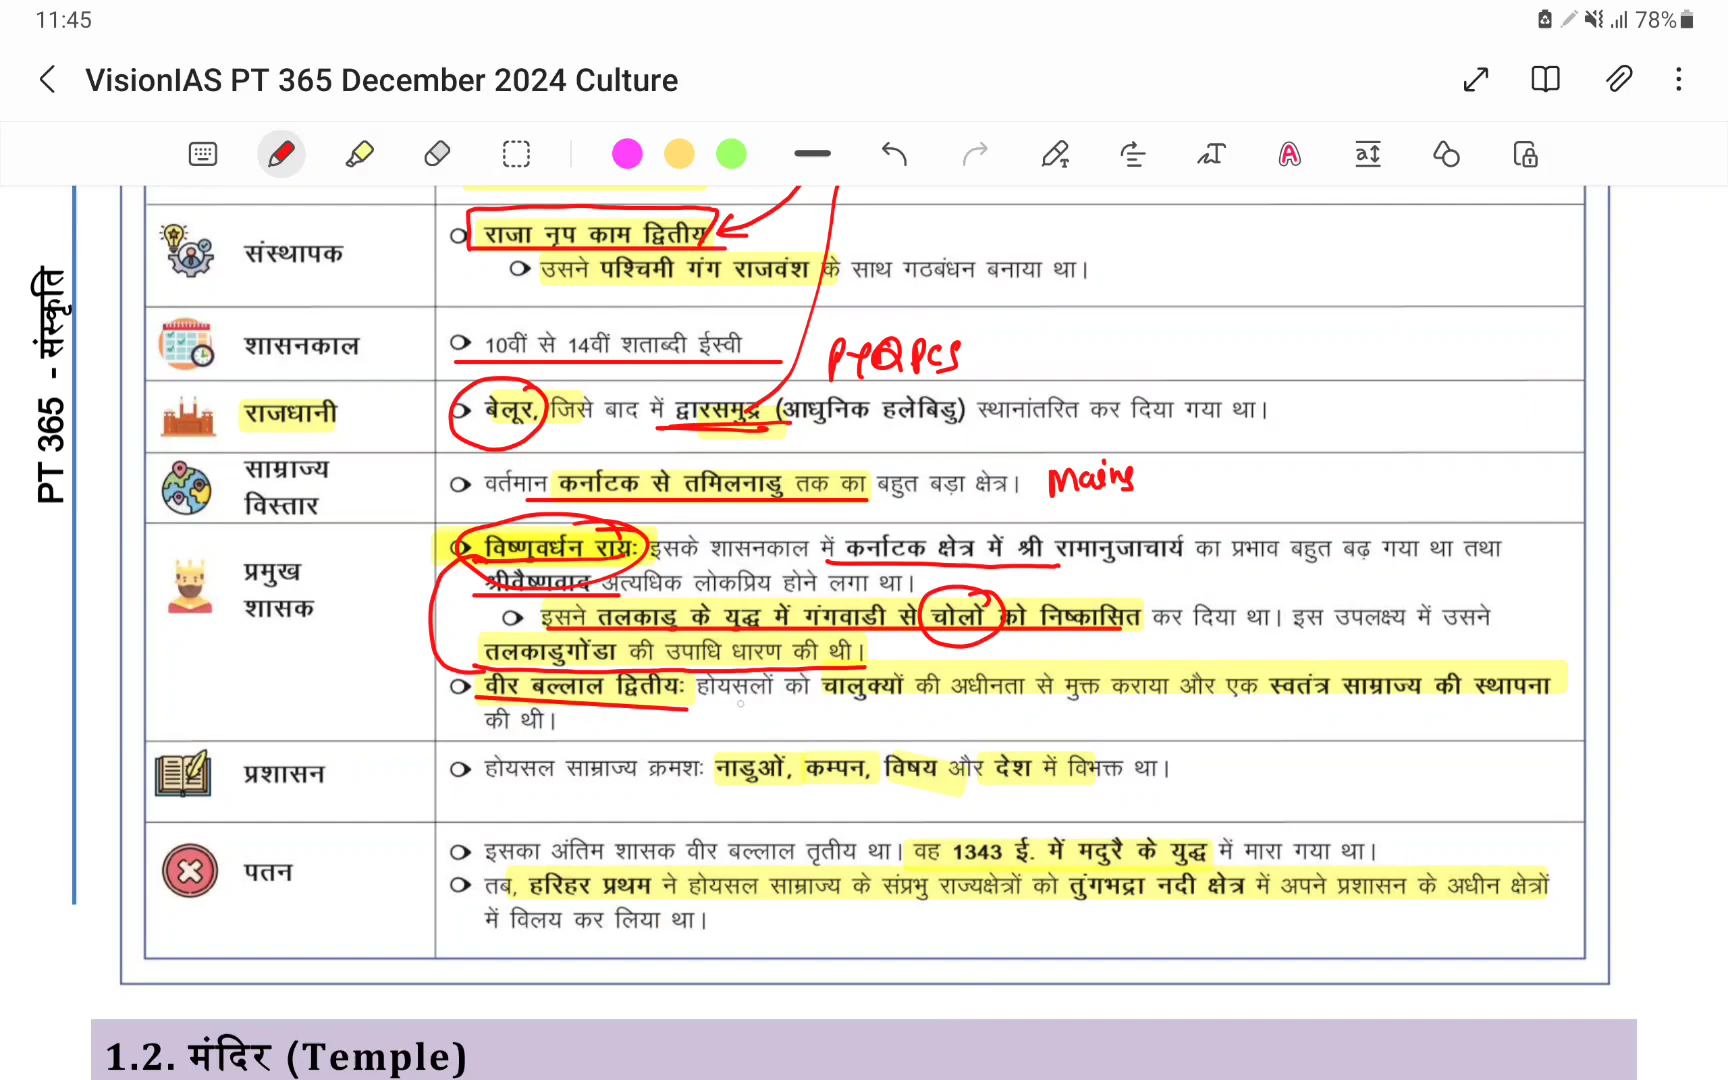 11:45
78%
VisionIAS PT 365 December 2024 Culture
PT 365 - संस्कृति
संस्थापक
राजा नृप काम द्वितीय
उसने पश्चिमी गंग राजवंश के साथ गठबंधन बनाया था।
शासनकाल
10वीं से 14वीं शताब्दी ईस्वी
PYQ PCS
राजधानी
बेलूर, जिसे बाद में द्वारसमुद्र (आधुनिक हलेबिडु) स्थानांतरित कर दिया गया था।
साम्राज्य
विस्तार
वर्तमान कर्नाटक से तमिलनाडु तक का बहुत बड़ा क्षेत्र।
Mains
प्रमुख
शासक
विष्णुवर्धन रायः इसके शासनकाल में कर्नाटक क्षेत्र में श्री रामानुजाचार्य का प्रभाव बहुत बढ़ गया था तथा
श्रीवैष्णवाद अत्यधिक लोकप्रिय होने लगा था।
इसने तलकाड के युद्ध में गंगवाडी से चोलों को निष्कासित कर दिया था। इस उपलक्ष्य में उसने
तलकाडुगोंडा की उपाधि धारण की थी।
वीर बल्लाल द्वितीयः होयसलों को चालुक्यों की अधीनता से मुक्त कराया और एक स्वतंत्र साम्राज्य की स्थापना
की थी।
प्रशासन
होयसल साम्राज्य क्रमशः नाडुओं, कम्पन, विषय और देश में विभक्त था।
पतन
इसका अंतिम शासक वीर बल्लाल तृतीय था। वह 1343 ई. में मदुरै के युद्ध में मारा गया था।
तब, हरिहर प्रथम ने होयसल साम्राज्य के संप्रभु राज्यक्षेत्रों को तुंगभद्रा नदी क्षेत्र में अपने प्रशासन के अधीन क्षेत्रों
में विलय कर लिया था।
1.2. मंदिर (Temple)